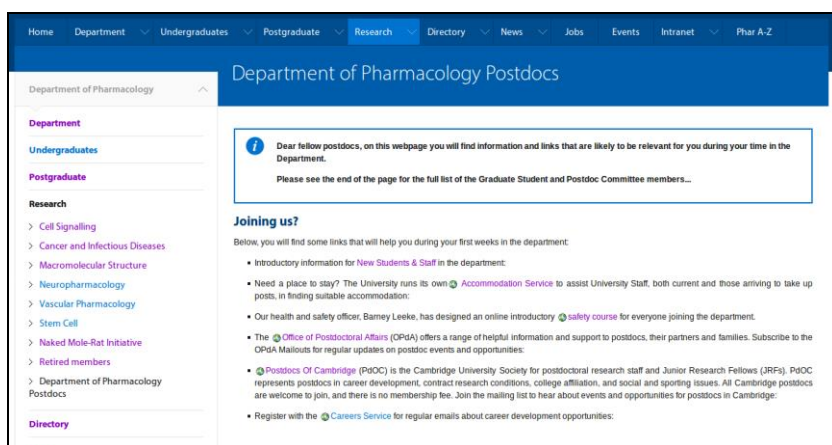 Home Department Undergraduates Postgraduate Research Directory News Jobs Events Intranet Phar A-Z
Department of Pharmacology Postdocs
Department of Pharmacology
Department
Undergraduates
Postgraduate
Research
Cell Signalling
Cancer and Infectious Diseases
Macromolecular Structure
Neuropharmacology
Vascular Pharmacology
Stem Cell
Naked Mole-Rat Initiative
Retired members
Department of Pharmacology
Postdocs
Directory
Dear fellow postdocs, on this webpage you will find information and links that are likely to be relevant for you during your time in the
Department.
Please see the end of the page for the full list of the Graduate Student and Postdoc Committee members...
Joining us?
Below, you will find some links that will help you during your first weeks in the department:
Introductory information for New Students & Staff in the department:
Need a place to stay? The University runs its own Accommodation Service to assist University Staff, both current and those arriving to take up
posts, in finding suitable accommodation:
Our health and safety officer, Barney Leeke, has designed an online introductory safety course for everyone joining the department.
The Office of Postdoctoral Affairs (OPdA) offers a range of helpful information and support to postdocs, their partners and families. Subscribe to the
OPdA Mailouts for regular updates on postdoc events and opportunities:
Postdocs Of Cambridge (PdOC) is the Cambridge University Society for postdoctoral research staff and Junior Research Fellows (JRFs). PdOC
represents postdocs in career development, contract research conditions, college affiliation, and social and sporting issues. All Cambridge postdocs
are welcome to join, and there is no membership fee. Join the mailing list to hear about events and opportunities for postdocs in Cambridge:
Register with the Careers Service for regular emails about career development opportunities: